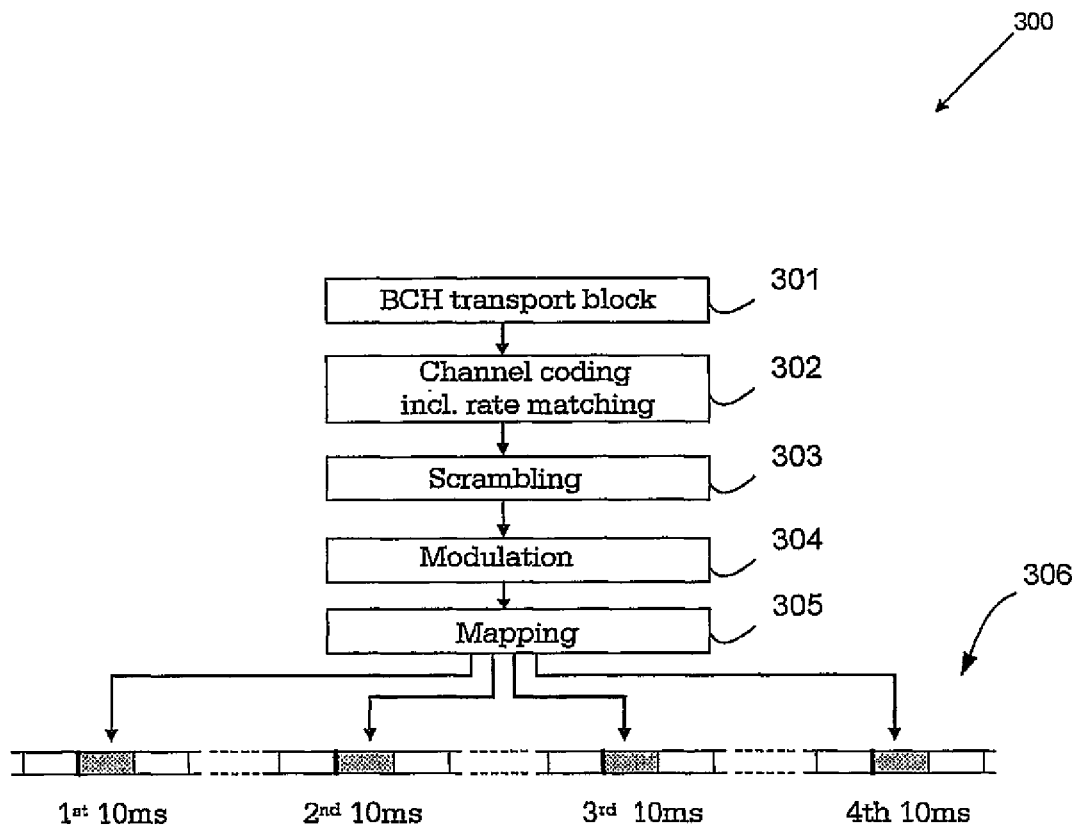 300
BCH transport block
301
Channel coding
incl. rate matching
302
Scrambling
303
Modulation
304
Mapping
305
306
1st 10ms
2nd 10ms
3rd 10ms
4th 10ms